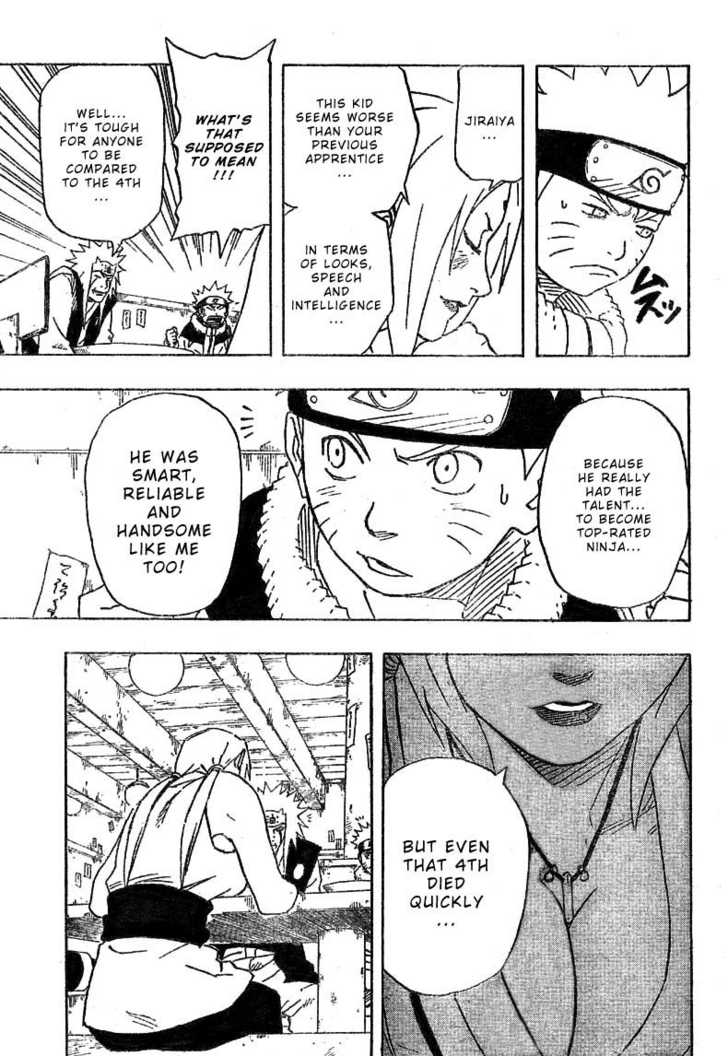 JIRAIYA
...
THIS KID
SEEMS WORSE
THAN YOUR
PREVIOUS
APPRENTICE
...
IN TERMS
OF LOOKS,
SPEECH
AND
INTELLIGENCE
...
WHAT'S
THAT
SUPPOSED
TO MEAN
!!!
WELL...
IT'S TOUGH
FOR ANYONE
TO BE
COMPARED
TO THE 4TH
...
BECAUSE
HE REALLY
HAD THE
TALENT...
TO BECOME
TOP-RATED
NINJA...
HE WAS
SMART,
RELIABLE
AND
HANDSOME
LIKE ME
TOO!
BUT EVEN
THAT 4TH
DIED
QUICKLY
...